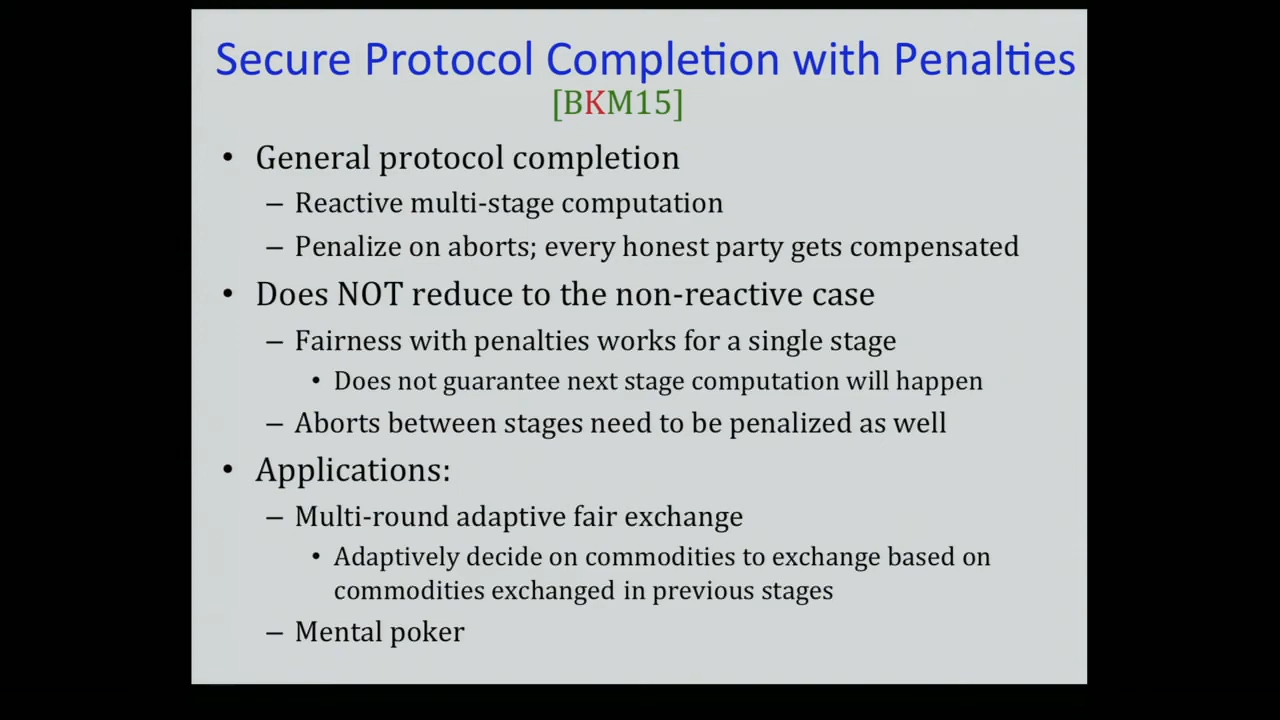 Secure Protocol Completion with Penalties
[BKM15]
• General protocol completion
– Reactive multi-stage computation
– Penalize on aborts; every honest party gets compensated
• Does NOT reduce to the non-reactive case
– Fairness with penalties works for a single stage
• Does not guarantee next stage computation will happen
– Aborts between stages need to be penalized as well
• Applications:
– Multi-round adaptive fair exchange
• Adaptively decide on commodities to exchange based on
commodities exchanged in previous stages
– Mental poker